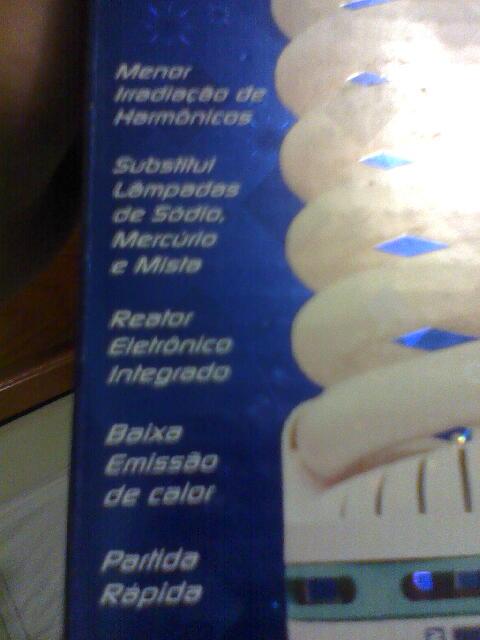 Menor
Irradiação de
Harmônicos
Substitui
Lâmpadas
de Sódio,
Mercúrio
e Mista
Reator
Eletrônico
Integrado
Baixa
Emissão
de calor
Partida
Rápida